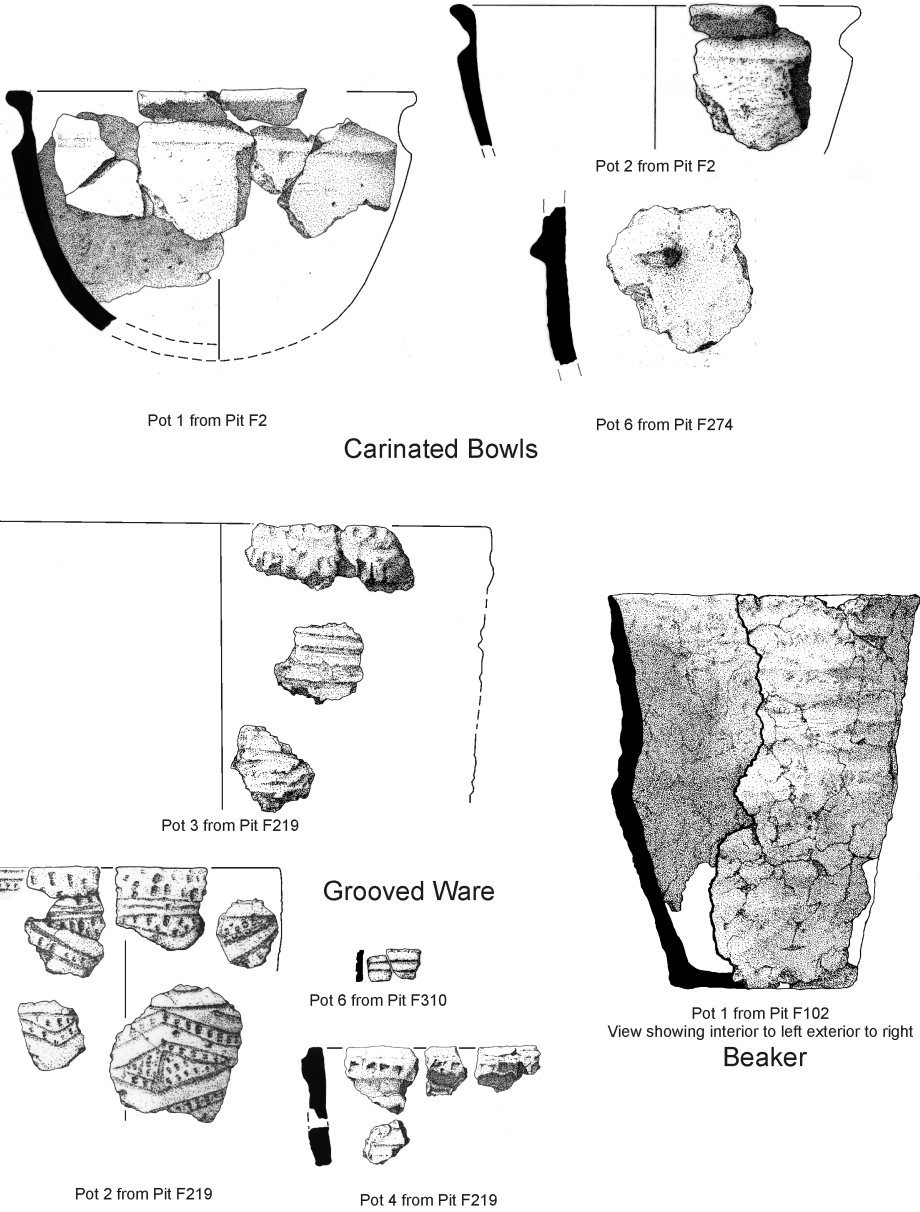 Pot 2 from Pit F2
Pot 1 from Pit F2
Pot 6 from Pit F274
Carinated Bowls
Pot 3 from Pit F219
Grooved Ware
Pot 6 from Pit F310
Pot 1 from Pit F102
View showing interior to left exterior to right
Beaker
Pot 2 from Pit F219
Pot 4 from Pit F219